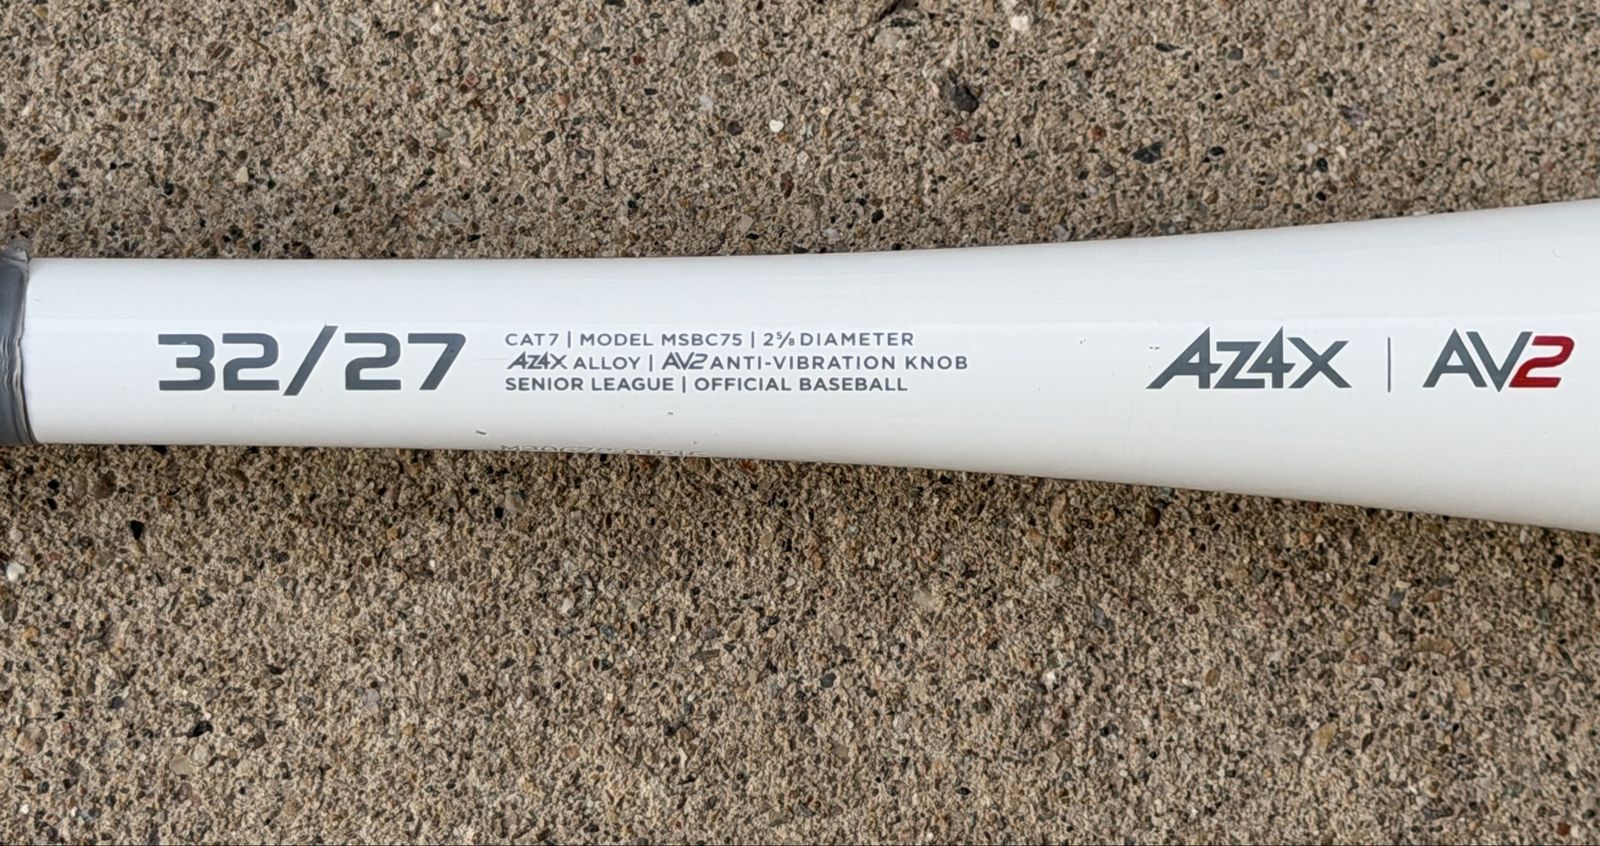 32/27
CAT7 | MODEL MSBC75 | 2⅝ DIAMETER
AZ4X ALLOY | AV2 ANTI-VIBRATION KNOB
SENIOR LEAGUE | OFFICIAL BASEBALL
AZ4X | AV2